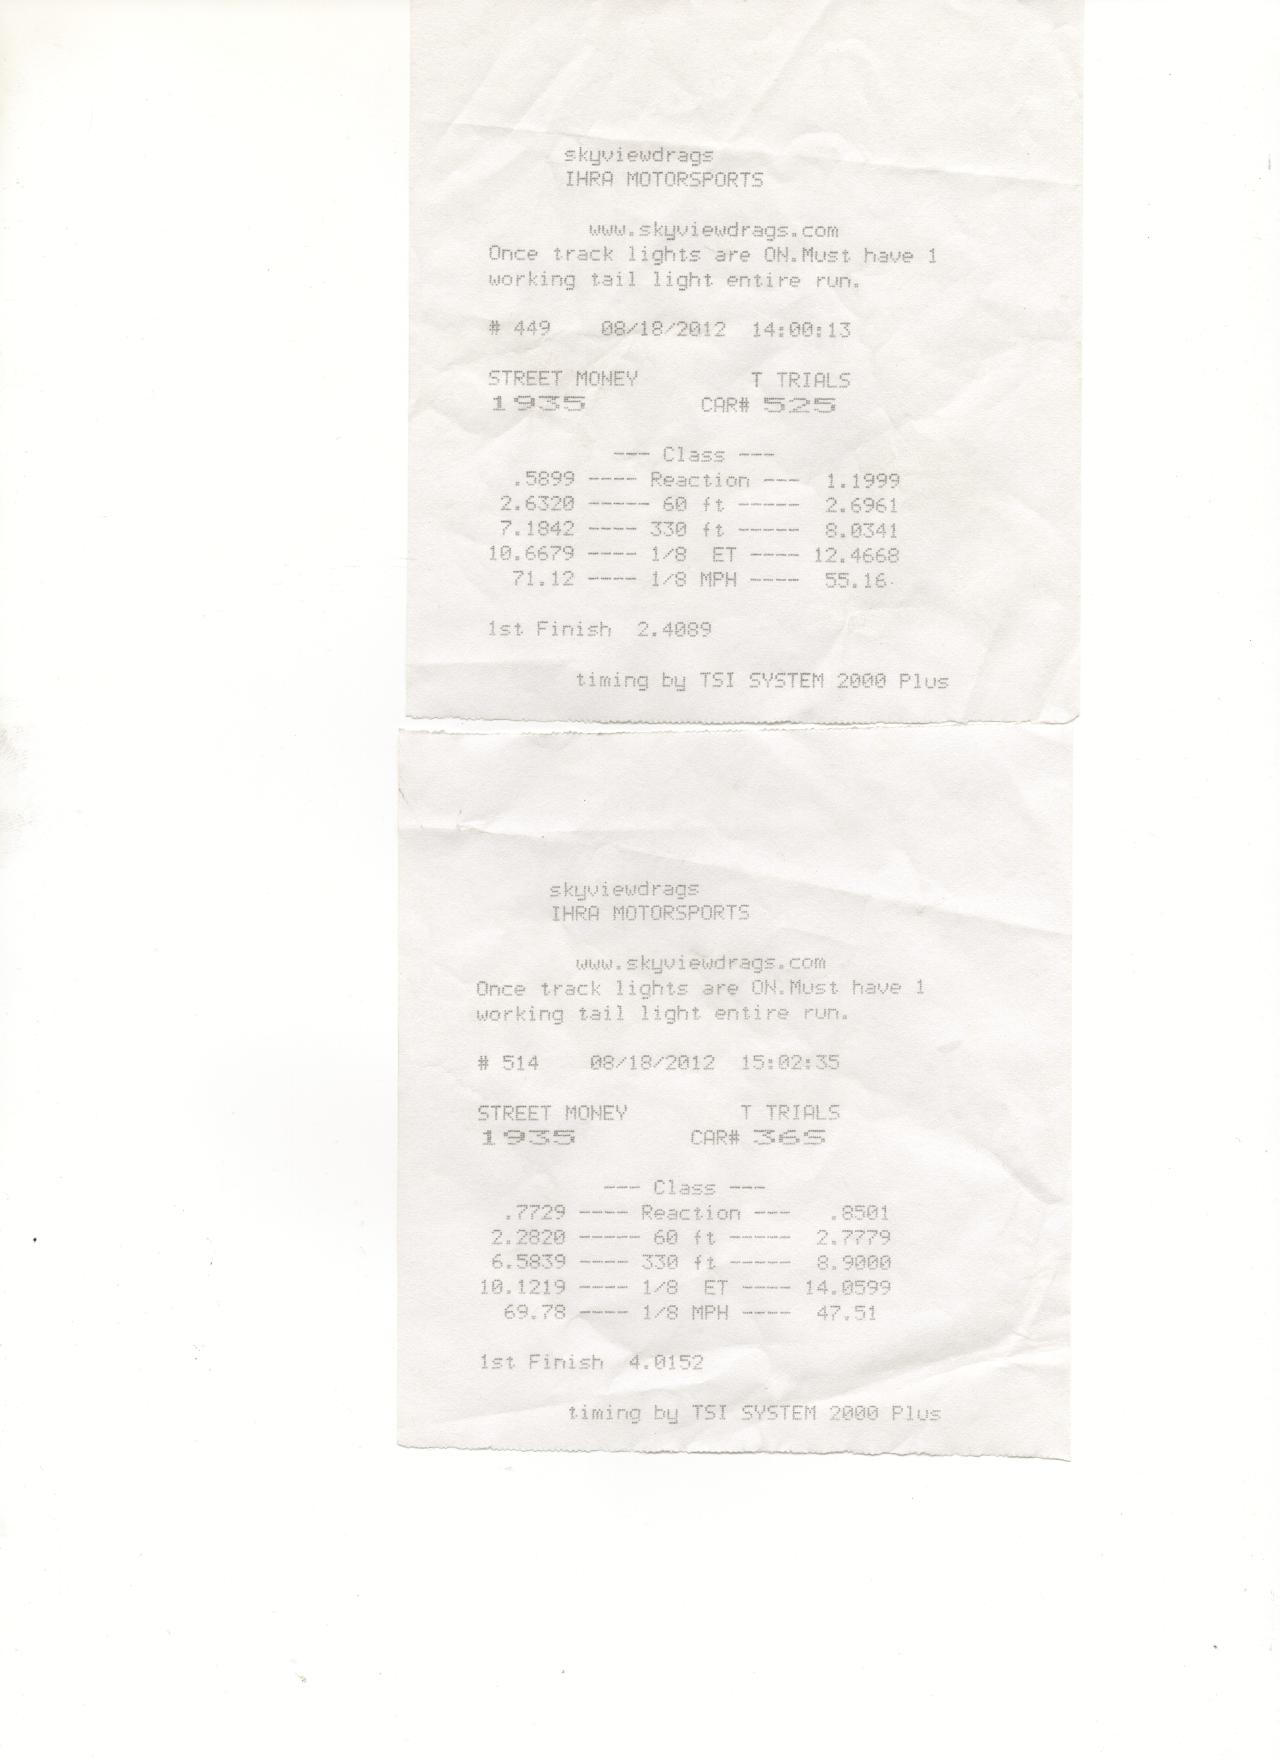 skyviewdrags
IHRA MOTORSPORTS
www.skyviewdrags.com
Once track lights are ON.Must have 1
working tail light entire run.
# 449 08/18/2012 14:00:13
STREET MONEY T TRIALS
1935 CAR# 525
--- Class ---
.5899 ---- Reaction --- 1.1999
2.6320 ----- 60 ft ----- 2.6961
7.1842 ---- 330 ft ----- 8.0341
10.6679 ---- 1/8 ET ---- 12.4668
71.12 ---- 1/8 MPH ---- 55.16
1st Finish 2.4089
timing by TSI SYSTEM 2000 Plus
skyviewdrags
IHRA MOTORSPORTS
www.skyviewdrags.com
Once track lights are ON.Must have 1
working tail light entire run.
# 514 08/18/2012 15:02:35
STREET MONEY T TRIALS
1935 CAR# 36S
--- Class ---
.7729 ---- Reaction --- .8501
2.2820 ----- 60 ft ----- 2.7779
6.5839 ---- 330 ft ----- 8.9000
10.1219 ---- 1/8 ET ---- 14.0599
69.78 ---- 1/8 MPH ---- 47.51
1st Finish 4.0152
timing by TSI SYSTEM 2000 Plus